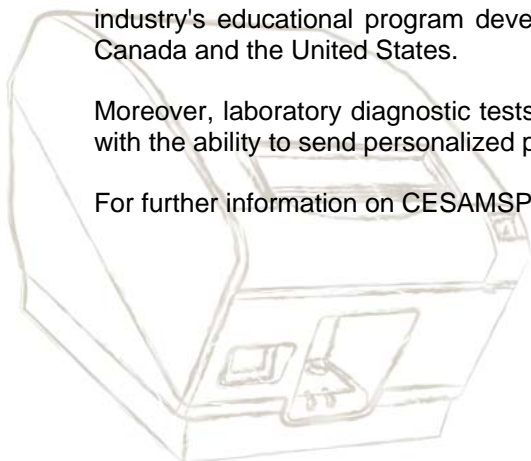 industry's educational program deve
Canada and the United States.
Moreover, laboratory diagnostic tests
with the ability to send personalized p
For further information on CESAMSP